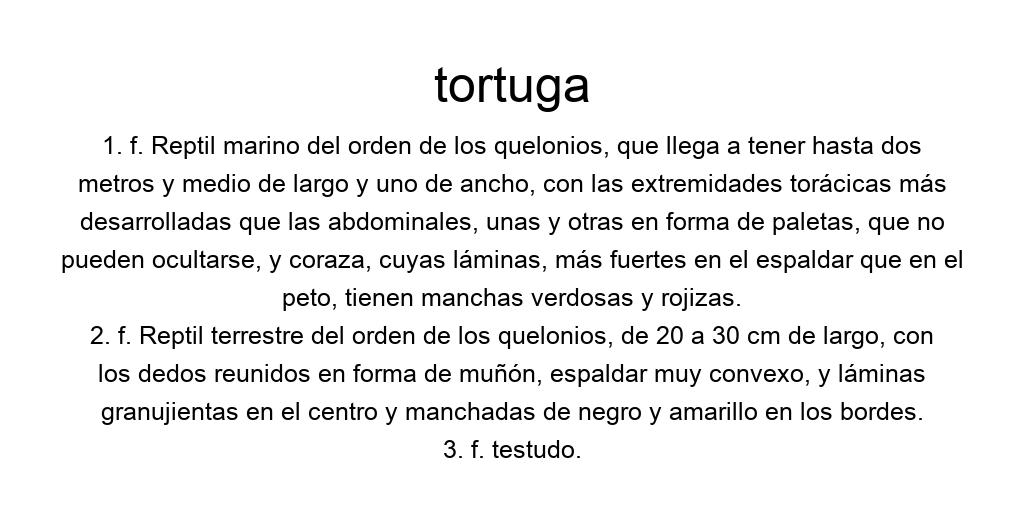 tortuga
1. f. Reptil marino del orden de los quelonios, que llega a tener hasta dos
metros y medio de largo y uno de ancho, con las extremidades torácicas más
desarrolladas que las abdominales, unas y otras en forma de paletas, que no
pueden ocultarse, y coraza, cuyas láminas, más fuertes en el espaldar que en el
peto, tienen manchas verdosas y rojizas.
2. f. Reptil terrestre del orden de los quelonios, de 20 a 30 cm de largo, con
los dedos reunidos en forma de muñón, espaldar muy convexo, y láminas
granujientas en el centro y manchadas de negro y amarillo en los bordes.
3. f. testudo.